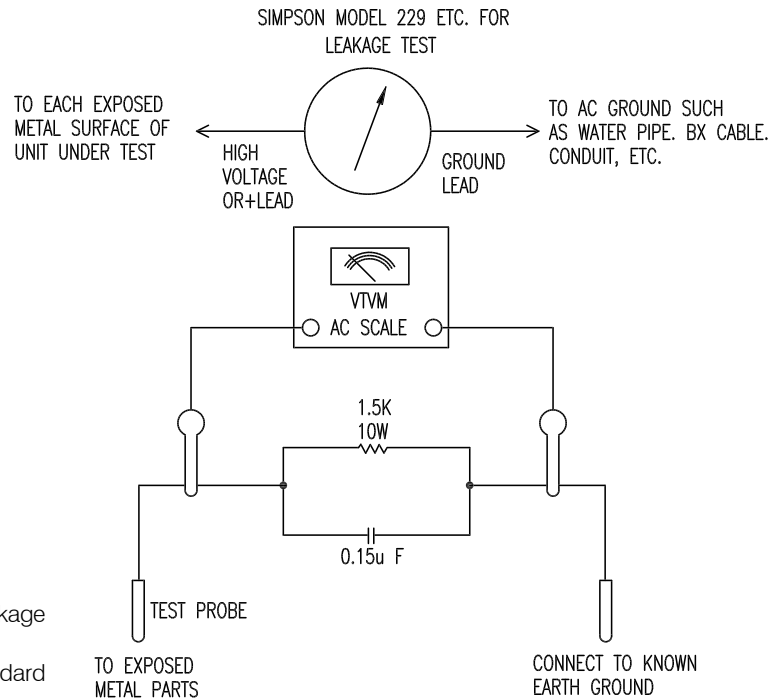 SIMPSON MODEL 229 ETC. FOR
LEAKAGE TEST
TO EACH EXPOSED
METAL SURFACE OF
UNIT UNDER TEST
HIGH
VOLTAGE
OR+LEAD
GROUND
LEAD
TO AC GROUND SUCH
AS WATER PIPE. BX CABLE.
CONDUIT, ETC.
VTVM
AC SCALE
1.5K
10W
0.15u F
TEST PROBE
kage
dard
TO EXPOSED
METAL PARTS
CONNECT TO KNOWN
EARTH GROUND